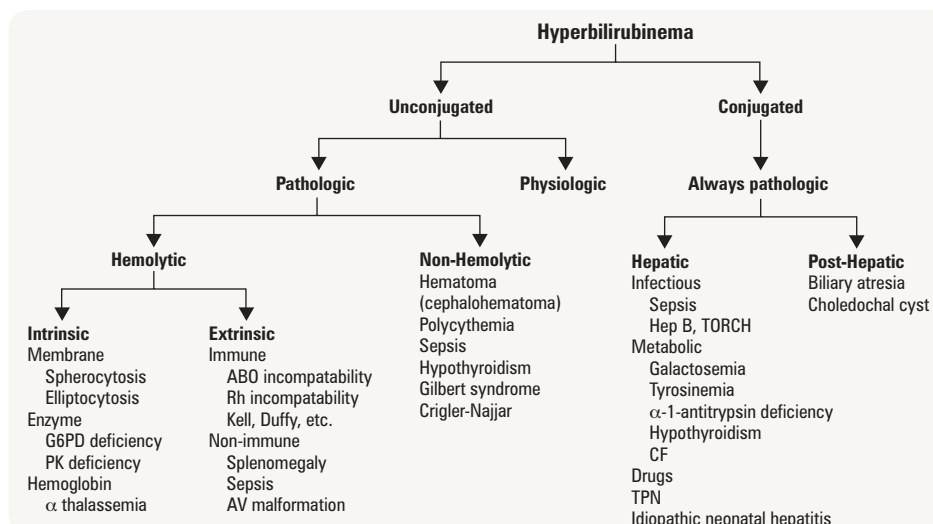 Hyperbilirubinema
Unconjugated
Conjugated
Pathologic
Physiologic
Always pathologic
Hemolytic
Intrinsic
Membrane
Spherocytosis
Elliptocytosis
Enzyme
G6PD deficiency
PK deficiency
Hemoglobin
α thalassemia
Extrinsic
Immune
ABO incompatability
Rh incompatability
Kell, Duffy, etc.
Non-immune
Splenomegaly
Sepsis
AV malformation
Non-Hemolytic
Hematoma
(cephalohematoma)
Polycythemia
Sepsis
Hypothyroidism
Gilbert syndrome
Crigler-Najjar
Hepatic
Infectious
Sepsis
Hep B, TORCH
Metabolic
Galactosemia
Tyrosinemia
α-1-antitrypsin deficiency
Hypothyroidism
CF
Drugs
TPN
Idiopathic neonatal hepatitis
Post-Hepatic
Biliary atresia
Choledochal cyst